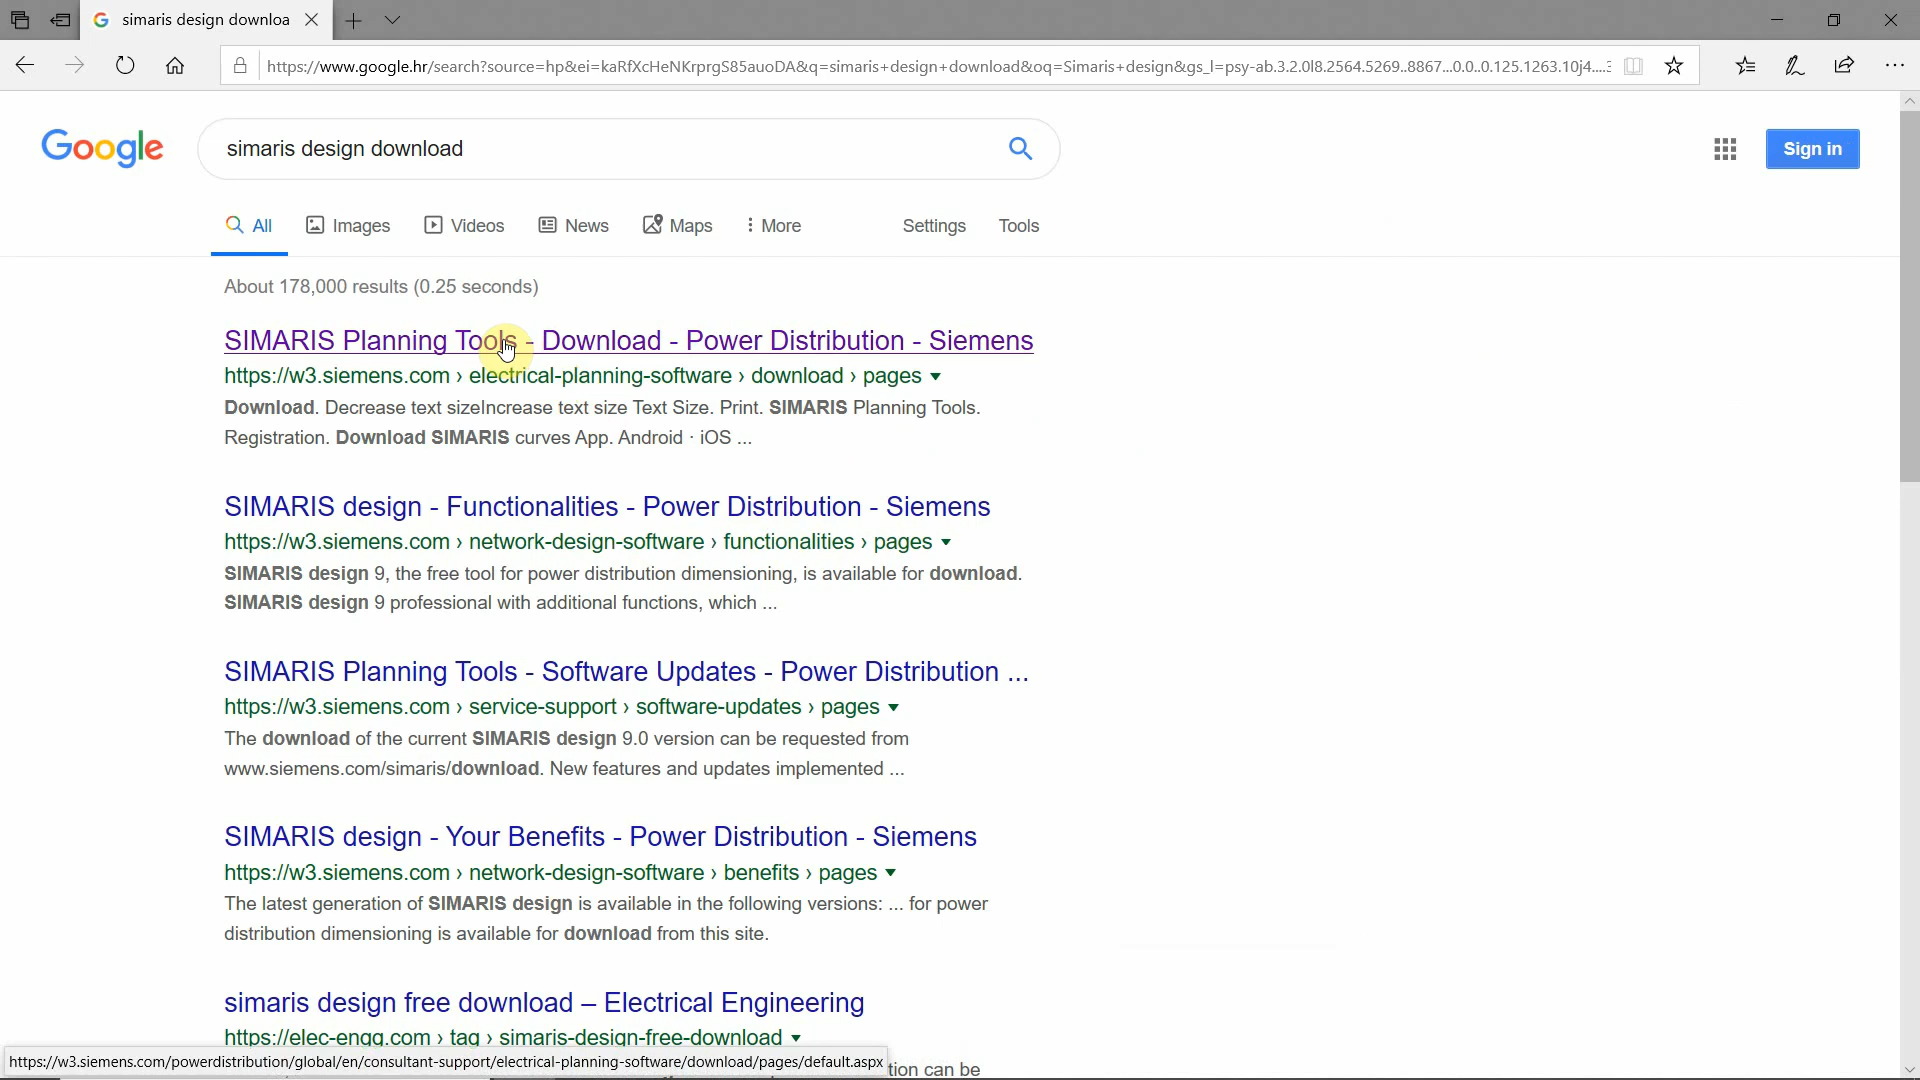 simaris design downloa
https://www.google.hr/search?source=hp&ei=kaRfXcHeNKrprgS85auoDA&q=simaris+design+download&oq=Simaris+design&gs_l=psy-ab.3.2.0l8.2564.5269..8867...0.0..0.125.1263.10j4....:
Google
simaris design download
Sign in
All Images Videos News Maps More Settings Tools
About 178,000 results (0.25 seconds)
SIMARIS Planning Tools - Download - Power Distribution - Siemens
https://w3.siemens.com › electrical-planning-software › download › pages
Download. Decrease text sizeIncrease text size Text Size. Print. SIMARIS Planning Tools.
Registration. Download SIMARIS curves App. Android · iOS ...
SIMARIS design - Functionalities - Power Distribution - Siemens
https://w3.siemens.com › network-design-software › functionalities › pages
SIMARIS design 9, the free tool for power distribution dimensioning, is available for download.
SIMARIS design 9 professional with additional functions, which ...
SIMARIS Planning Tools - Software Updates - Power Distribution ...
https://w3.siemens.com › service-support › software-updates › pages
The download of the current SIMARIS design 9.0 version can be requested from
www.siemens.com/simaris/download. New features and updates implemented ...
SIMARIS design - Your Benefits - Power Distribution - Siemens
https://w3.siemens.com › network-design-software › benefits › pages
The latest generation of SIMARIS design is available in the following versions: ... for power
distribution dimensioning is available for download from this site.
simaris design free download – Electrical Engineering
https://elec-engg.com › tag › simaris-design-free-download
https://w3.siemens.com/powerdistribution/global/en/consultant-support/electrical-planning-software/download/pages/default.aspx
tion can be